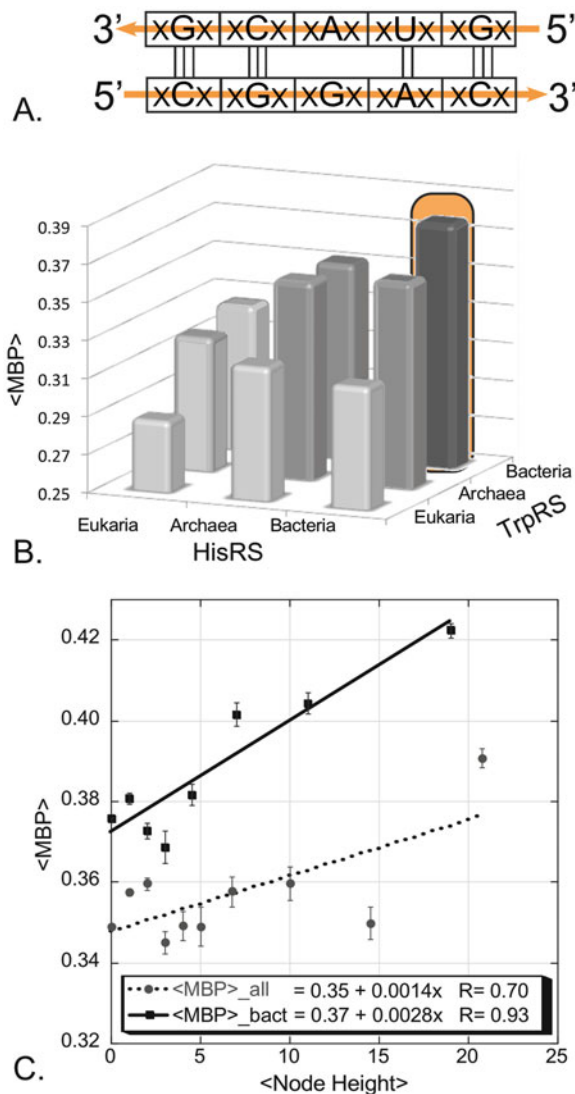 3’ xGx xCx xAx xUx xGx 5’
5’ xCx xGx xGx xAx xCx 3’
A.
0.39
0.37
0.35
0.33
0.31
0.29
0.27
0.25
<MBP>
Eukaria Archaea Bacteria
HisRS
Eukaria Archaea Bacteria
TrpRS
B.
0.42
0.40
0.38
0.36
0.34
0.32
<MBP>
<MBP>_all = 0.35 + 0.0014x R= 0.70
<MBP>_bact = 0.37 + 0.0028x R= 0.93
0 5 10 15 20 25
<Node Height>
C.